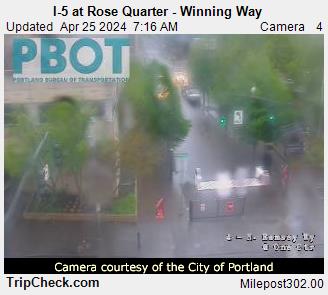 I-5 at Rose Quarter - Winning Way
Updated Apr 25 2024 7:16 AM Camera 4
PBOT
PORTLAND BUREAU OF TRANSPORTATION
Camera courtesy of the City of Portland
TripCheck.com Milepost302.00